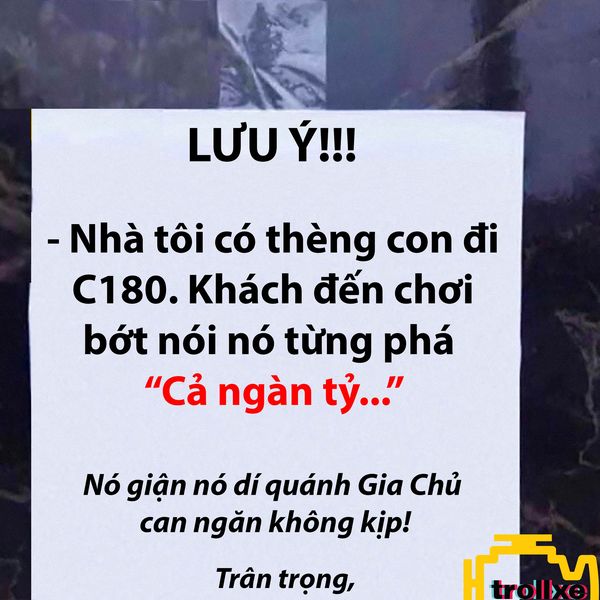 LƯU Ý!!!
- Nhà tôi có thèng con đi
C180. Khách đến chơi
bớt nói nó từng phá
“Cả ngàn tỷ...”
Nó giận nó dí quánh Gia Chủ
can ngăn không kịp!
Trân trọng,
trollxe